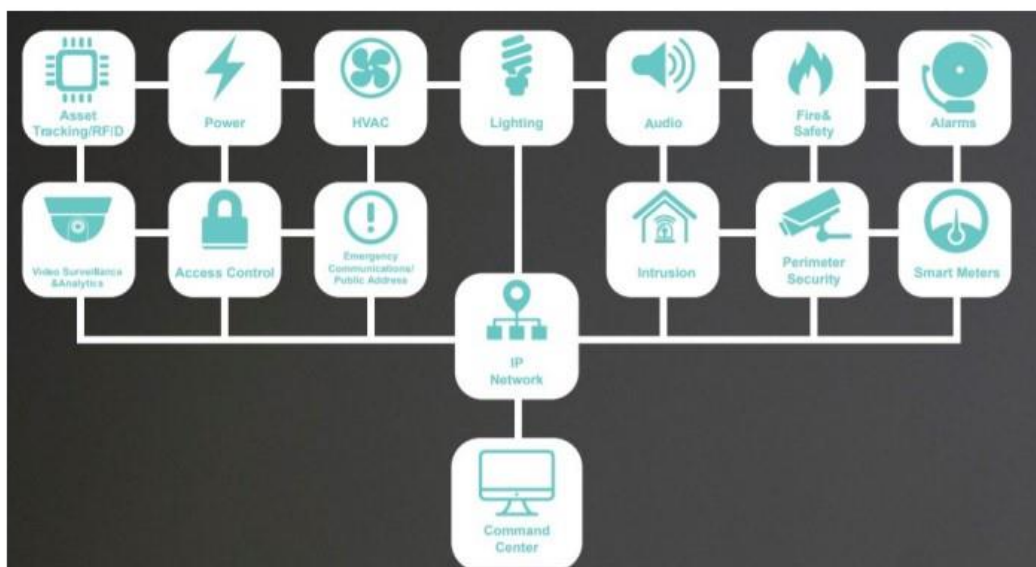 Asset
Tracking/RFID
Power
HVAC
Lighting
Audio
Fire&
Safety
Alarms
Video Surveillance
&Analytics
Access Control
Emergency
Communications/
Public Address
Intrusion
Perimeter
Security
Smart Meters
IP
Network
Command
Center